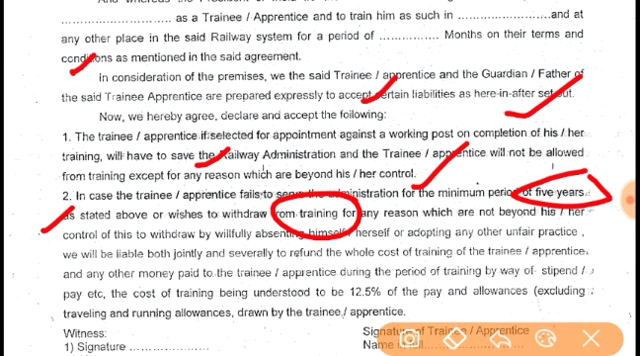 .............................. as a Trainee / Apprentice and to train him as such in ........................and at
any other place in the said Railway system for a period of ............... Months on their terms and
conditions as mentioned in the said agreement.
In consideration of the premises, we the said Trainee / apprentice and the Guardian / Father of
the said Trainee Apprentice are prepared expressly to accept certain liabilities as here-in-after set out.
Now, we hereby agree, declare and accept the following:
1. The trainee / apprentice if selected for appointment against a working post on completion of his / her
training, will have to save the Railway Administration and the Trainee / apprentice will not be allowed
from training except for any reason which are beyond his / her control.
2. In case the trainee / apprentice fails to serve the administration for the minimum period of five years
as stated above or wishes to withdraw from training for any reason which are not beyond his / her
control of this to withdraw by willfully absenting himself / herself or adopting any other unfair practice ,
we will be liable both jointly and severally to refund the whole cost of training of the trainee / apprentice
and any other money paid to the trainee / apprentice during the period of training by way of stipend /
pay etc, the cost of training being understood to be 12.5% of the pay and allowances (excluding
traveling and running allowances, drawn by the trainee / apprentice.
Witness: Signature of Trainee / Apprentice
1) Signature .................... Name